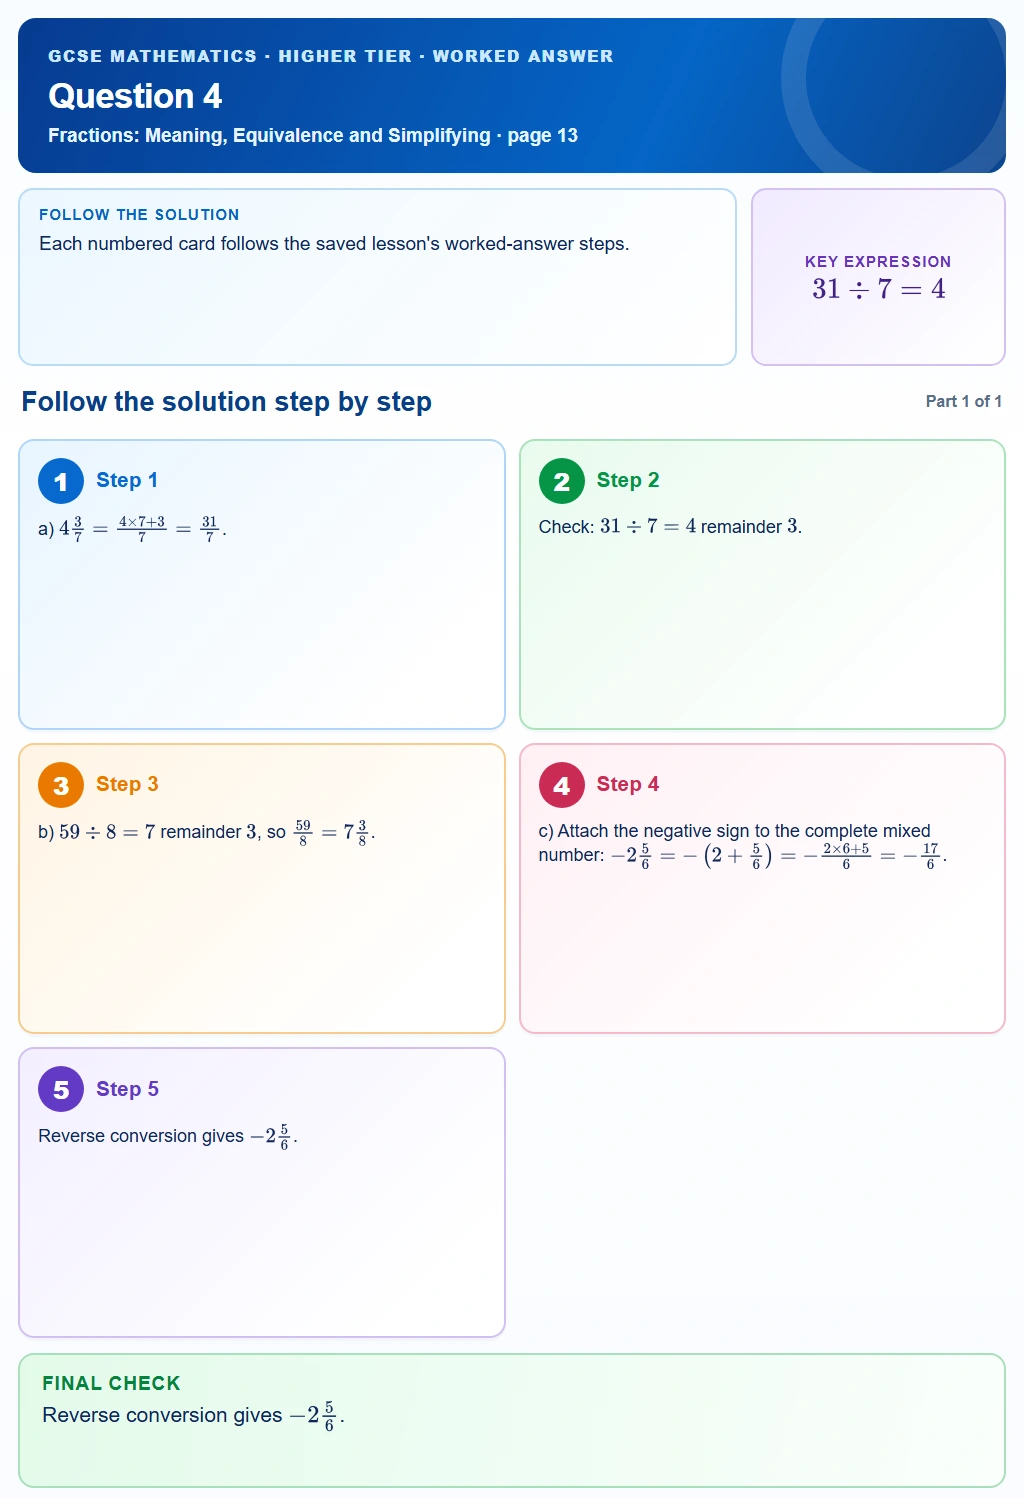 GCSE MATHEMATICS · HIGHER TIER · WORKED ANSWER
Question 4
Fractions: Meaning, Equivalence and Simplifying · page 13
FOLLOW THE SOLUTION
Each numbered card follows the saved lesson's worked-answer steps.
KEY EXPRESSION
31 ÷ 7 = 4
Follow the solution step by step
Part 1 of 1
1 Step 1
a) 4 3/7 = (4×7+3)/7 = 31/7.
2 Step 2
Check: 31 ÷ 7 = 4 remainder 3.
3 Step 3
b) 59 ÷ 8 = 7 remainder 3, so 59/8 = 7 3/8.
4 Step 4
c) Attach the negative sign to the complete mixed
number: −2 5/6 = −(2 + 5/6) = −(2×6+5)/6 = −17/6.
5 Step 5
Reverse conversion gives −2 5/6.
FINAL CHECK
Reverse conversion gives −2 5/6.